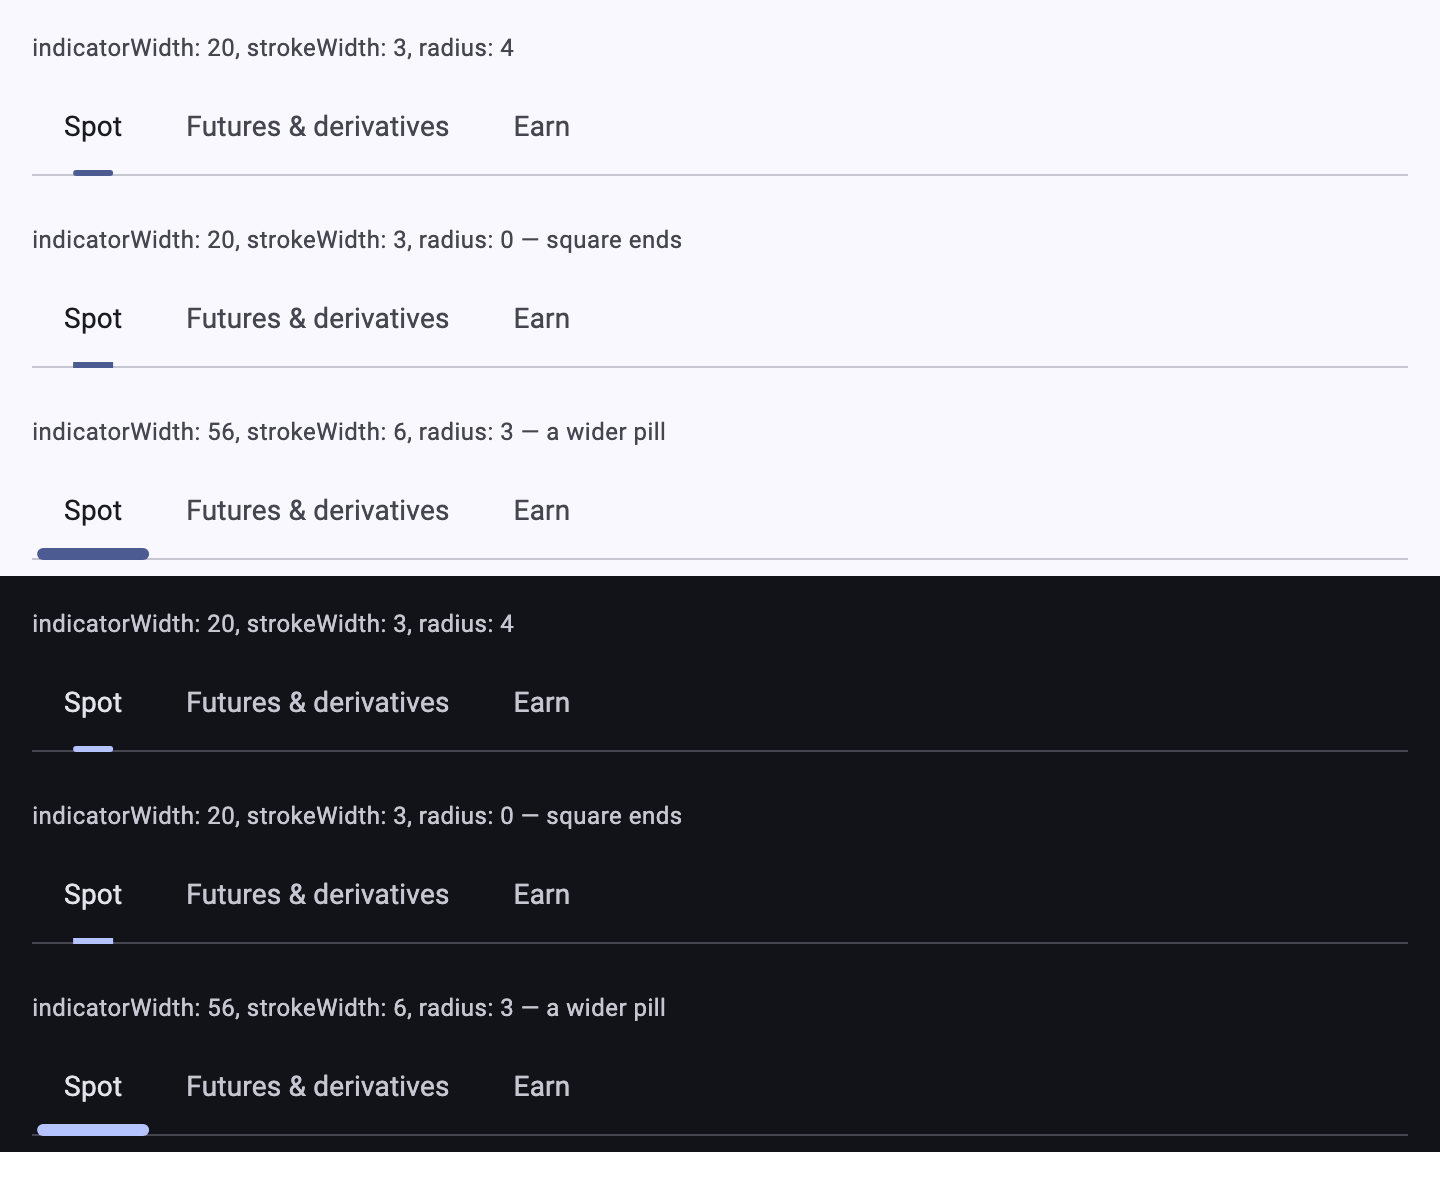 indicatorWidth: 20, strokeWidth: 3, radius: 4
Spot Futures & derivatives Earn
indicatorWidth: 20, strokeWidth: 3, radius: 0 — square ends
Spot Futures & derivatives Earn
indicatorWidth: 56, strokeWidth: 6, radius: 3 — a wider pill
Spot Futures & derivatives Earn
indicatorWidth: 20, strokeWidth: 3, radius: 4
Spot Futures & derivatives Earn
indicatorWidth: 20, strokeWidth: 3, radius: 0 — square ends
Spot Futures & derivatives Earn
indicatorWidth: 56, strokeWidth: 6, radius: 3 — a wider pill
Spot Futures & derivatives Earn